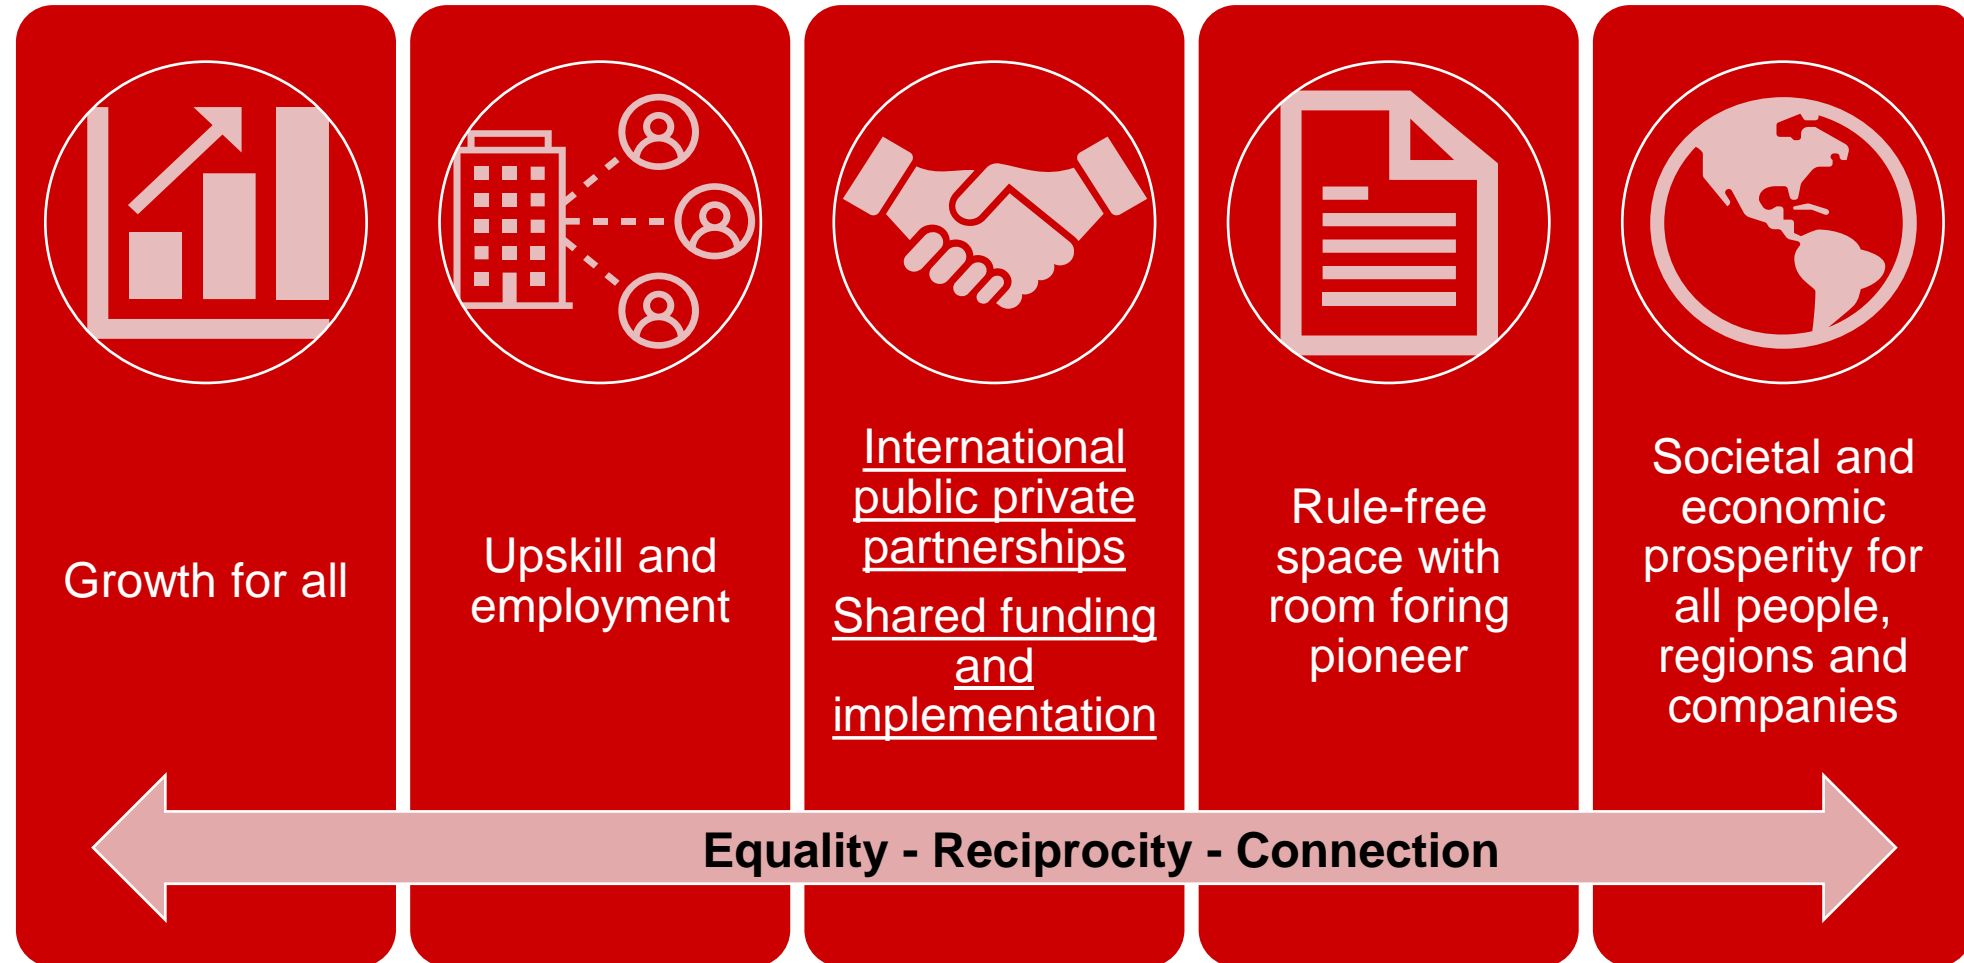 Growth for all
Upskill and
employment
International
public private
partnerships
Shared funding
and
implementation
Rule-free
space with
room foring
pioneer
Societal and
economic
prosperity for
all people,
regions and
companies
Equality - Reciprocity - Connection